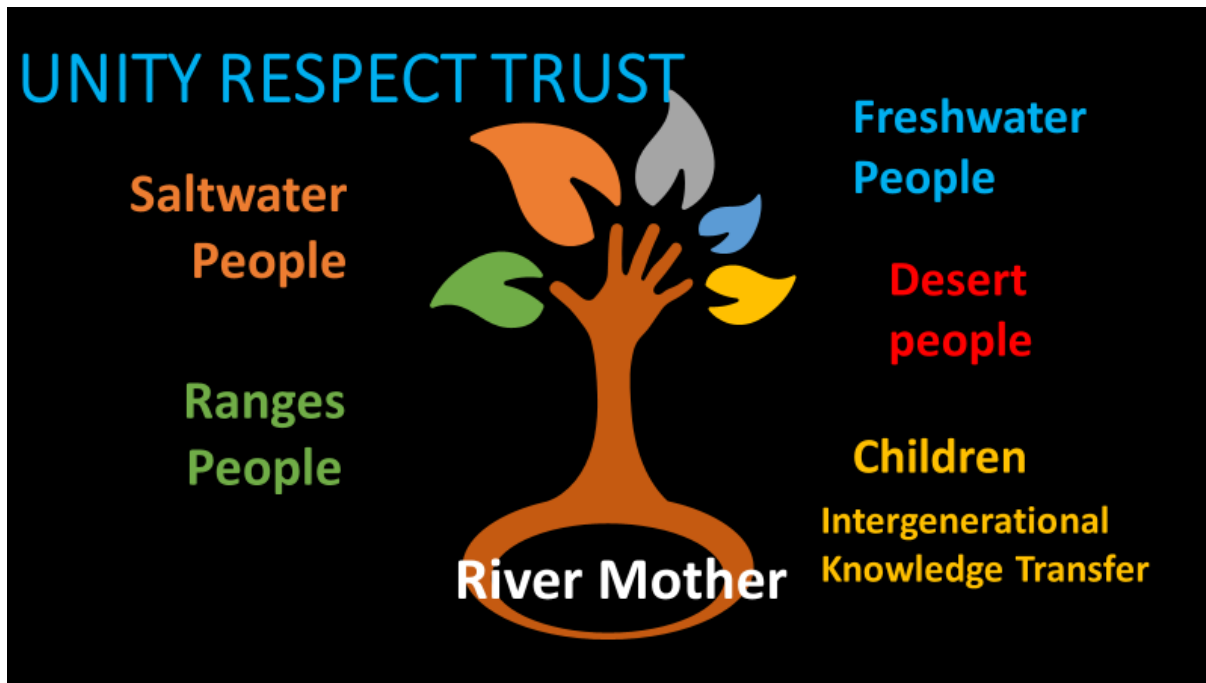 UNITY RESPECT TRUST
Saltwater
People
Ranges
People
Freshwater
People
Desert
people
Children
Intergenerational
Knowledge Transfer
River Mother